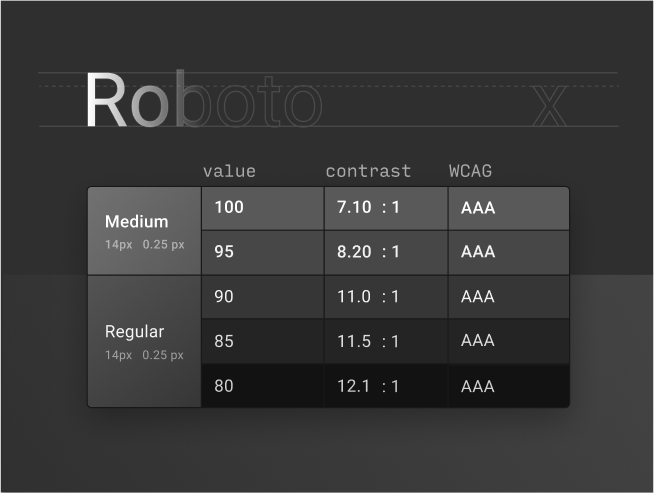 Roboto x
value contrast WCAG
Medium 100 7.10 : 1 AAA
14px 0.25 px 95 8.20 : 1 AAA
90 11.0 : 1 AAA
Regular 85 11.5 : 1 AAA
14px 0.25 px
80 12.1 : 1 AAA